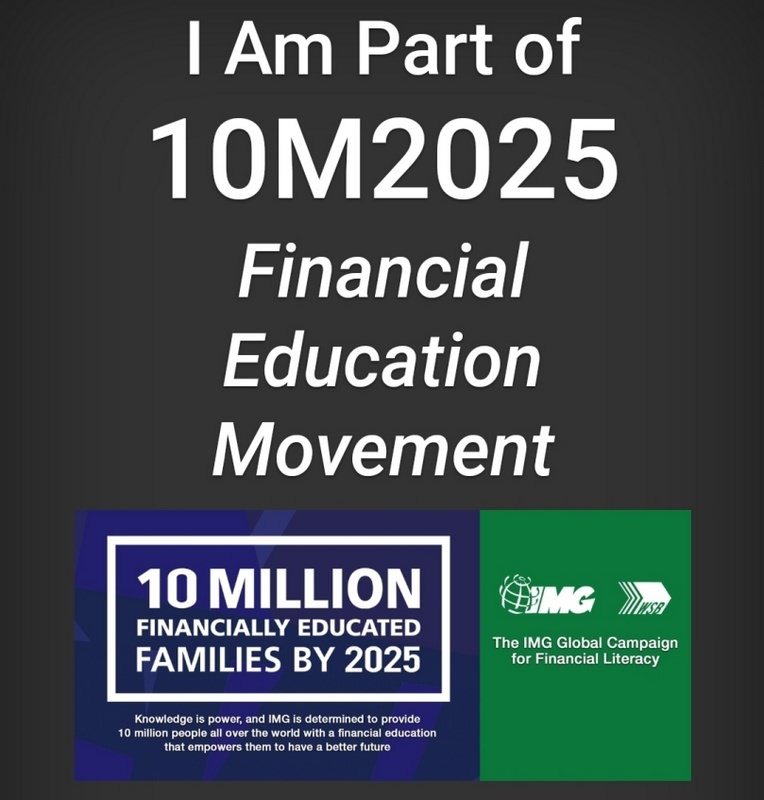 I Am Part of
10M2025
Financial
Education
Movement
10 MILLION
FINANCIALLY EDUCATED
FAMILIES BY 2025
Knowledge is power, and IMG is determined to provide
10 million people all over the world with a financial education
that empowers them to have a better future
IMG WSB
The IMG Global Campaign
for Financial Literacy